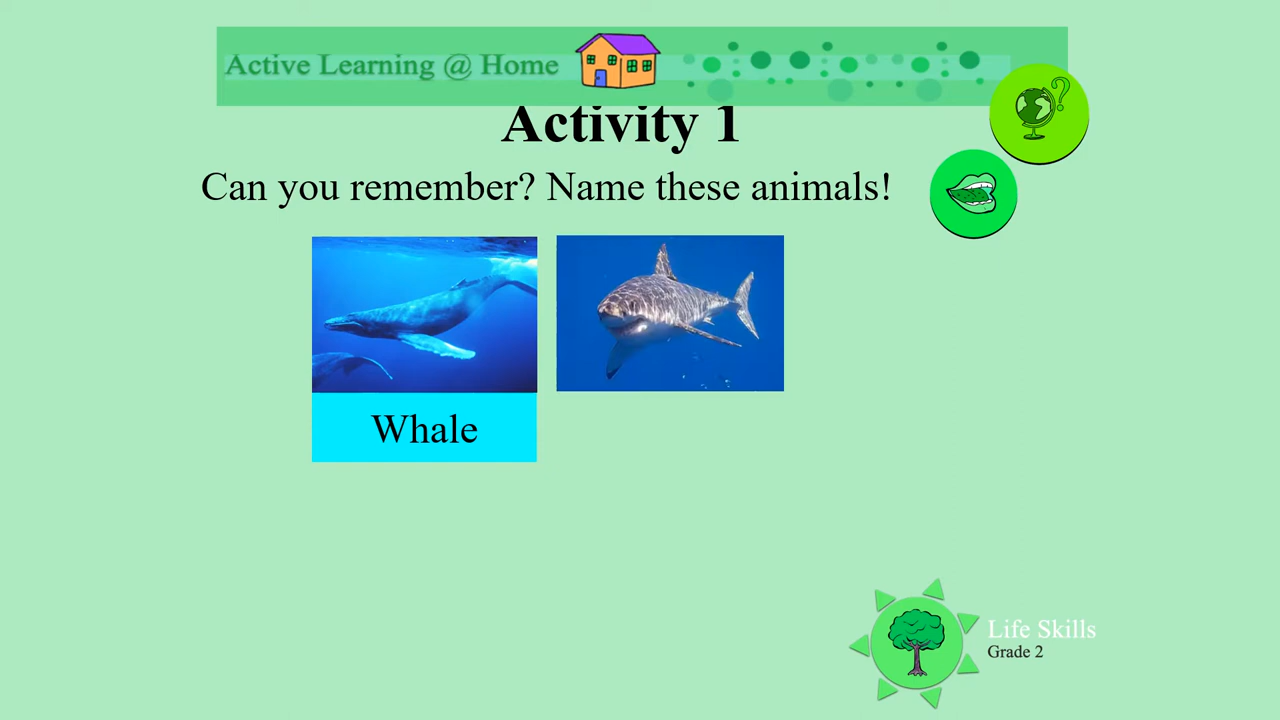 Active Learning @ Home
Activity 1
Can you remember? Name these animals!
Whale
Life Skills
Grade 2